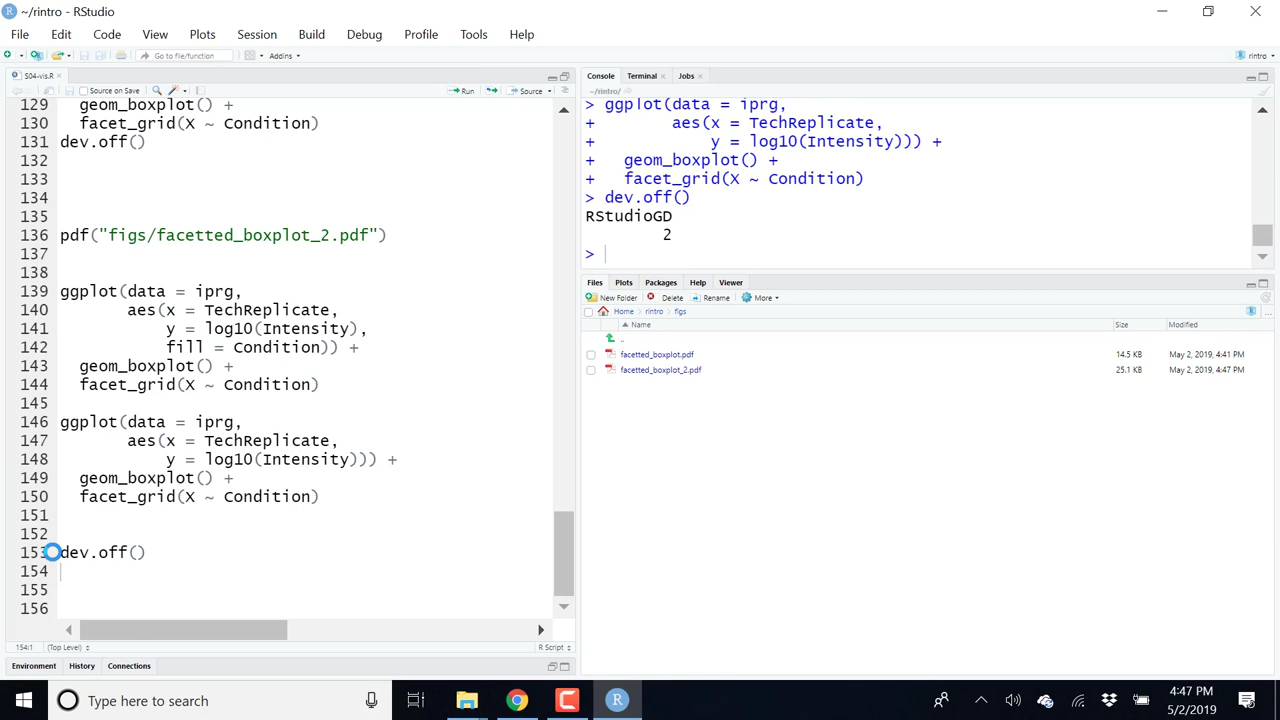 ~/rintro - RStudio
File Edit Code View Plots Session Build Debug Profile Tools Help
Go to file/function Addins rintro
S04-vis.R
Source on Save Run Source
129 geom_boxplot() +
130 facet_grid(X ~ Condition)
131 dev.off()
132
133
134
135
136 pdf("figs/facetted_boxplot_2.pdf")
137
138
139 ggplot(data = iprg,
140 aes(x = TechReplicate,
141 y = log10(Intensity),
142 fill = Condition)) +
143 geom_boxplot() +
144 facet_grid(X ~ Condition)
145
146 ggplot(data = iprg,
147 aes(x = TechReplicate,
148 y = log10(Intensity))) +
149 geom_boxplot() +
150 facet_grid(X ~ Condition)
151
152
153 dev.off()
154
155
156
154:1 (Top Level) R Script
Environment History Connections
Console Terminal Jobs
~/rintro/
> ggplot(data = iprg,
+ aes(x = TechReplicate,
+ y = log10(Intensity))) +
+ geom_boxplot() +
+ facet_grid(X ~ Condition)
> dev.off()
RStudioGD
2
>
Files Plots Packages Help Viewer
New Folder Delete Rename More
Home rintro figs
Name Size Modified
..
facetted_boxplot.pdf 14.5 KB May 2, 2019, 4:41 PM
facetted_boxplot_2.pdf 25.1 KB May 2, 2019, 4:47 PM
Type here to search
4:47 PM
5/2/2019